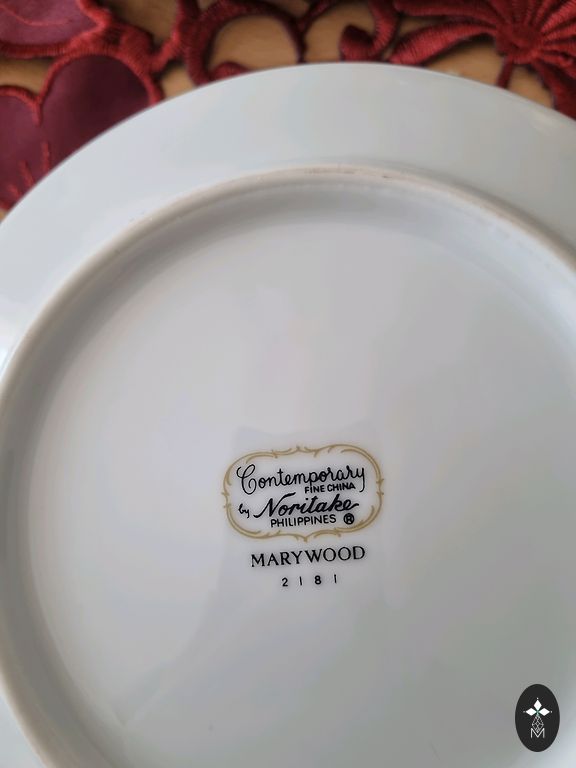 Contemporary
FINE CHINA
by Noritake
PHILIPPINES ®
MARYWOOD
2181
M